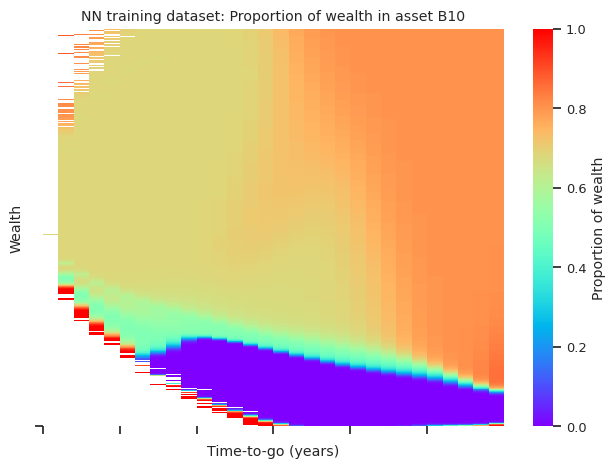 NN training dataset: Proportion of wealth in asset B10
Wealth
Time-to-go (years)
1.0
0.8
0.6
0.4
0.2
0.0
Proportion of wealth